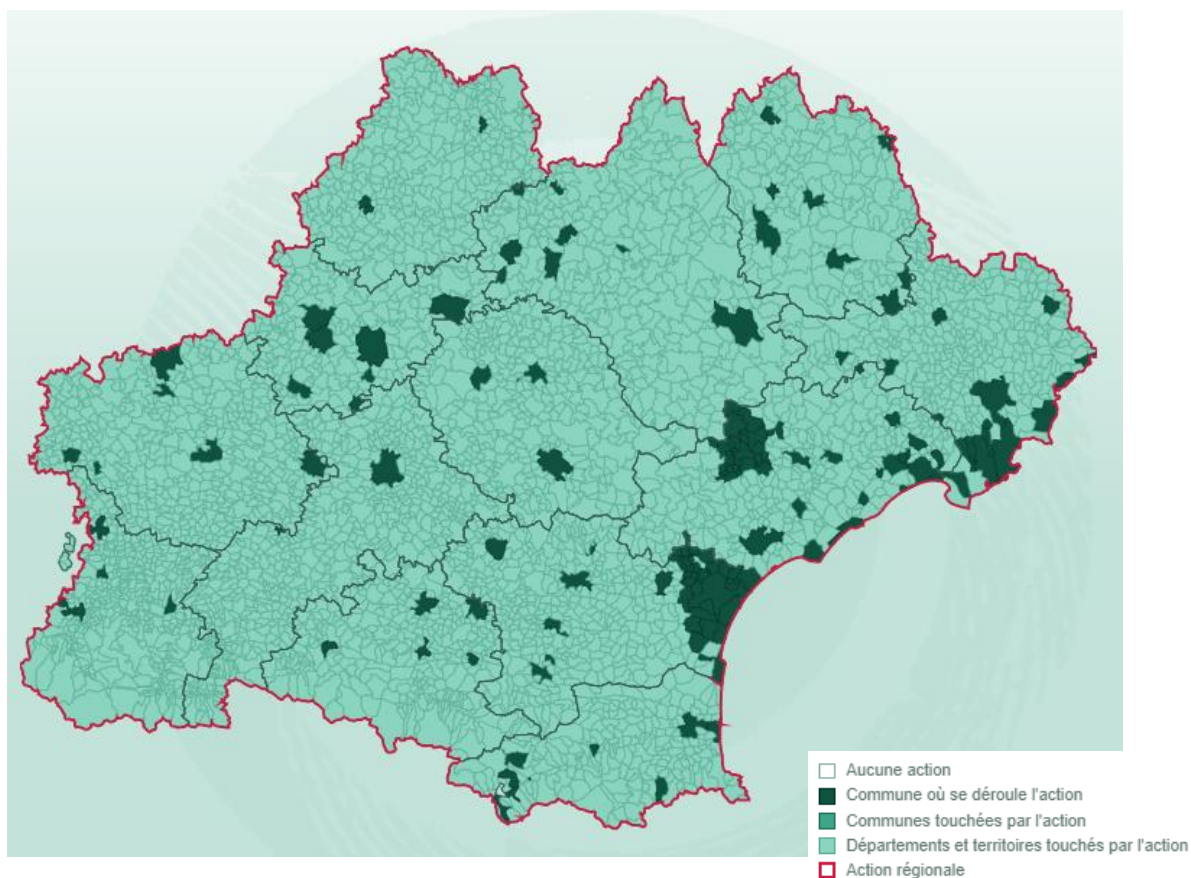 Aucune action
Commune où se déroule l'action
Communes touchées par l'action
Départements et territoires touchés par l'action
Action régionale